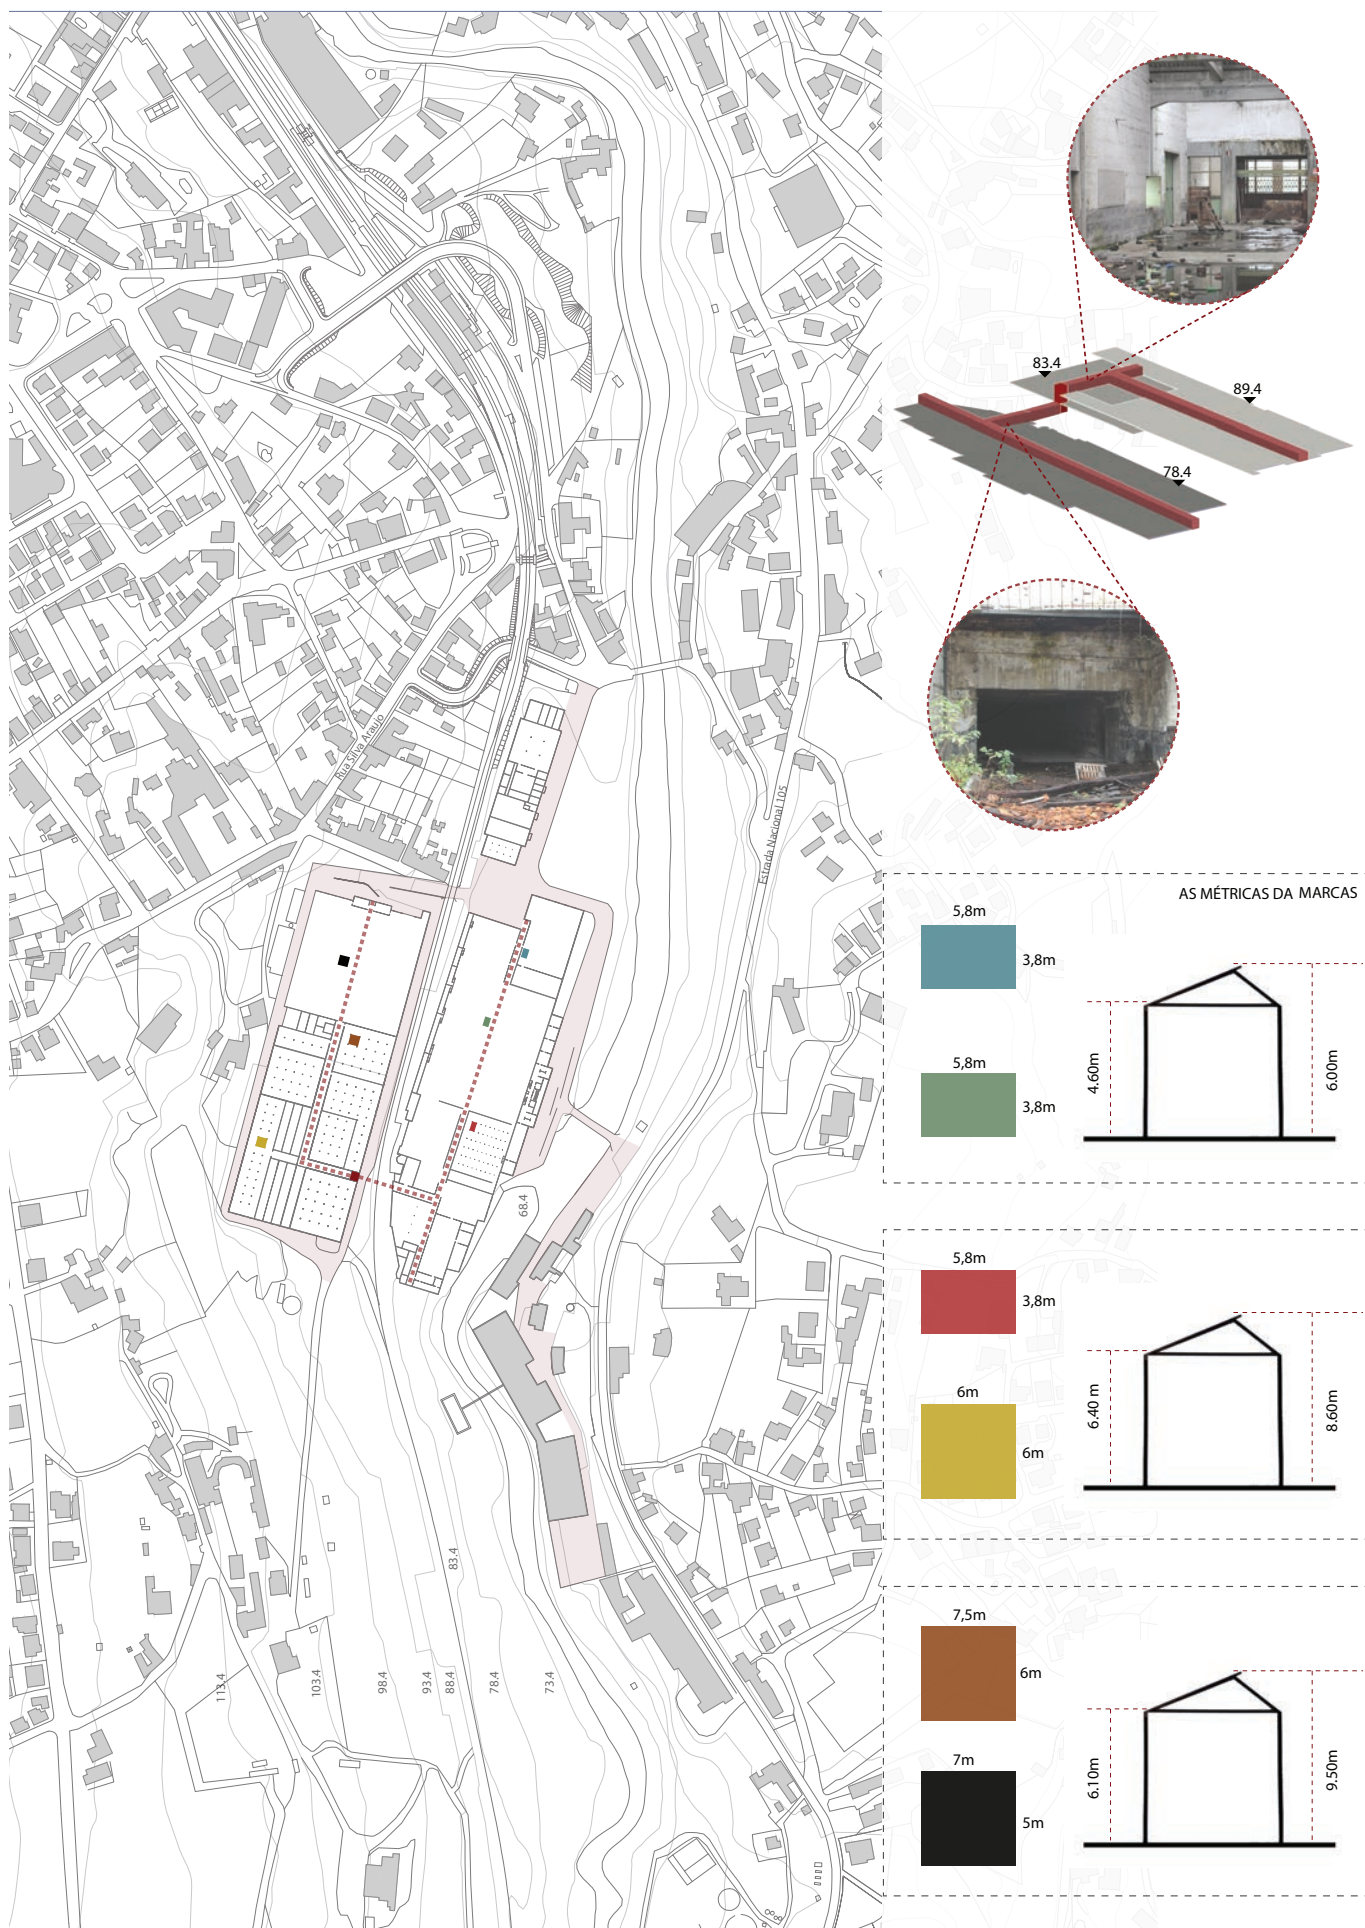 83.4
89.4
78.4
Rua Silva Araújo
Estrada Nacional 105
68.4
83.4
113.4
103.4
98.4
93.4
88.4
78.4
73.4
AS MÉTRICAS DA MARCAS
5,8m
3,8m
5,8m
3,8m
4.60m
6.00m
5,8m
3,8m
6m
6m
6.40 m
8.60m
7,5m
6m
7m
5m
6.10m
9.50m